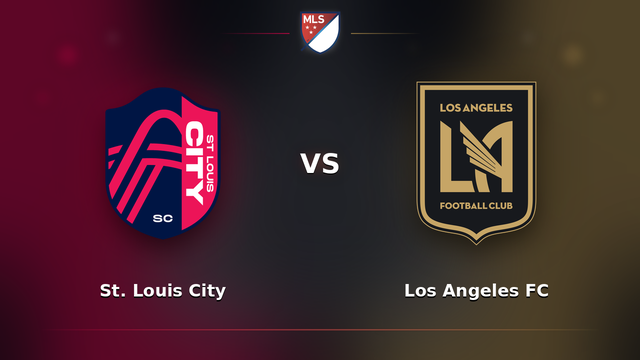 MLS
ST LOUIS
CITY
SC
LOS ANGELES
LA
FOOTBALL CLUB
VS
St. Louis City
Los Angeles FC